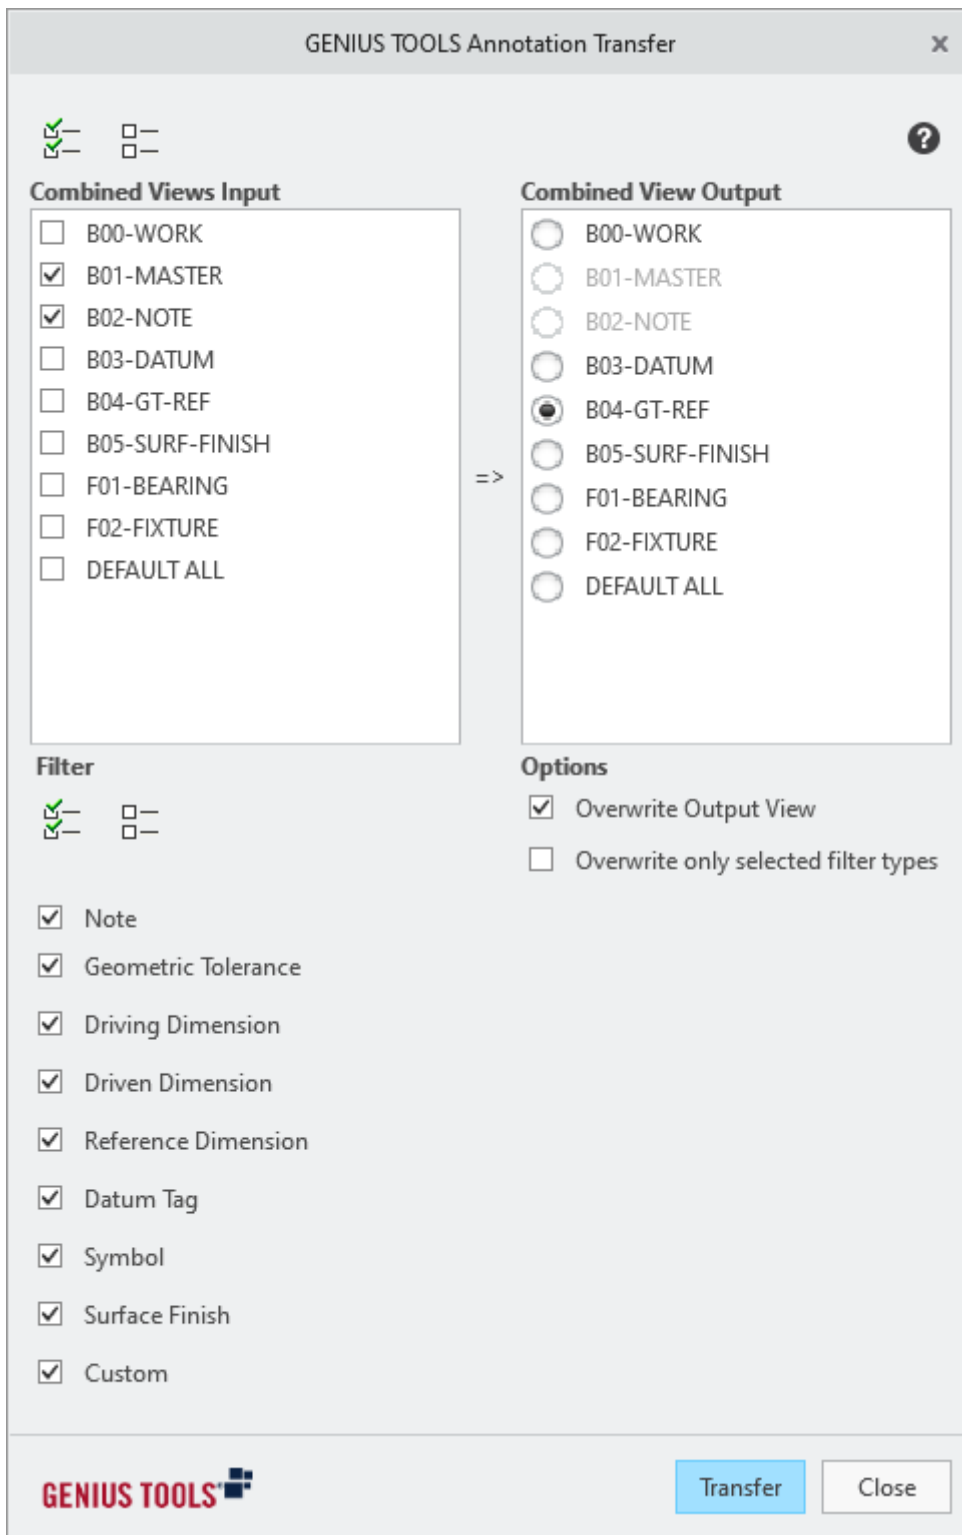 GENIUS TOOLS Annotation Transfer
Combined Views Input
B00-WORK
B01-MASTER
B02-NOTE
B03-DATUM
B04-GT-REF
B05-SURF-FINISH
F01-BEARING
F02-FIXTURE
DEFAULT ALL
=>
Combined View Output
B00-WORK
B01-MASTER
B02-NOTE
B03-DATUM
B04-GT-REF
B05-SURF-FINISH
F01-BEARING
F02-FIXTURE
DEFAULT ALL
Filter
Note
Geometric Tolerance
Driving Dimension
Driven Dimension
Reference Dimension
Datum Tag
Symbol
Surface Finish
Custom
Options
Overwrite Output View
Overwrite only selected filter types
GENIUS TOOLS
Transfer
Close